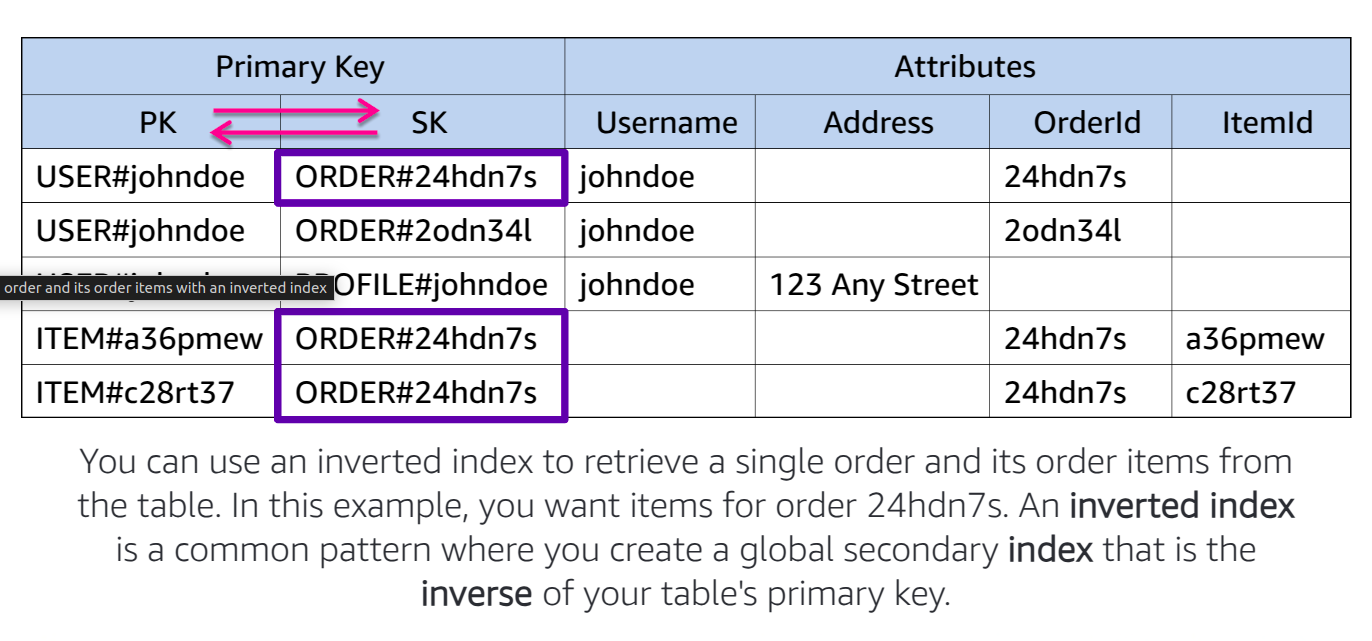 Primary Key Attributes
PK SK Username Address OrderId ItemId
USER#johndoe ORDER#24hdn7s johndoe 24hdn7s
USER#johndoe ORDER#2odn34l johndoe 2odn34l
order and its order items with an inverted index OFILE#johndoe johndoe 123 Any Street
ITEM#a36pmew ORDER#24hdn7s 24hdn7s a36pmew
ITEM#c28rt37 ORDER#24hdn7s 24hdn7s c28rt37
You can use an inverted index to retrieve a single order and its order items from
the table. In this example, you want items for order 24hdn7s. An inverted index
is a common pattern where you create a global secondary index that is the
inverse of your table's primary key.